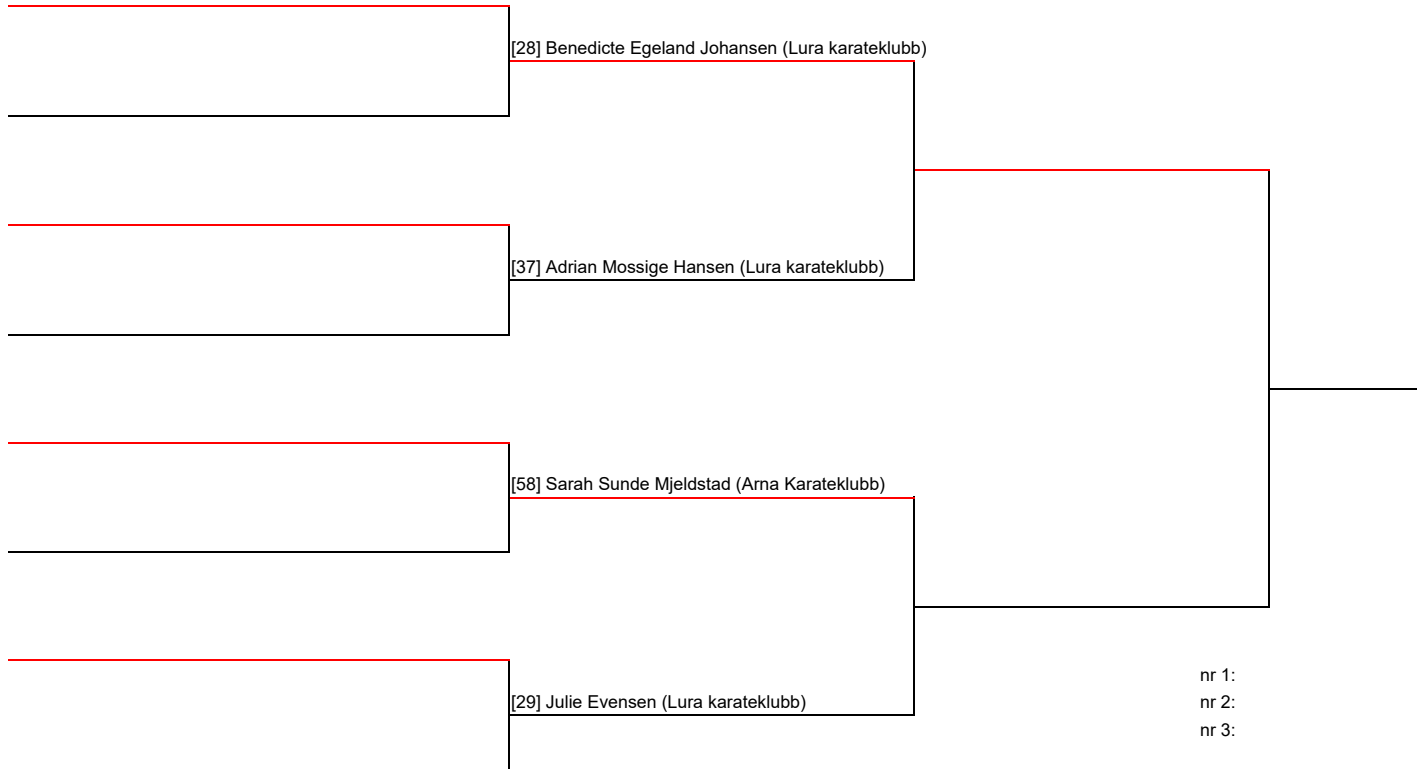 [28] Benedicte Egeland Johansen (Lura karateklubb)
[37] Adrian Mossige Hansen (Lura karateklubb)
[58] Sarah Sunde Mjeldstad (Arna Karateklubb)
[29] Julie Evensen (Lura karateklubb)
nr 1:
nr 2:
nr 3: